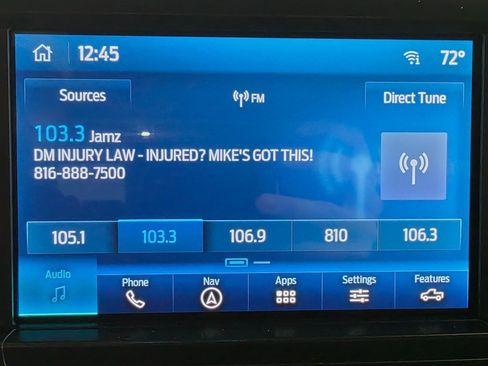 12:45
72°
Sources
FM
Direct Tune
103.3 Jamz
DM INJURY LAW - INJURED? MIKE'S GOT THIS!
816-888-7500
105.1
103.3
106.9
810
106.3
Audio
Phone
Nav
Apps
Settings
Features